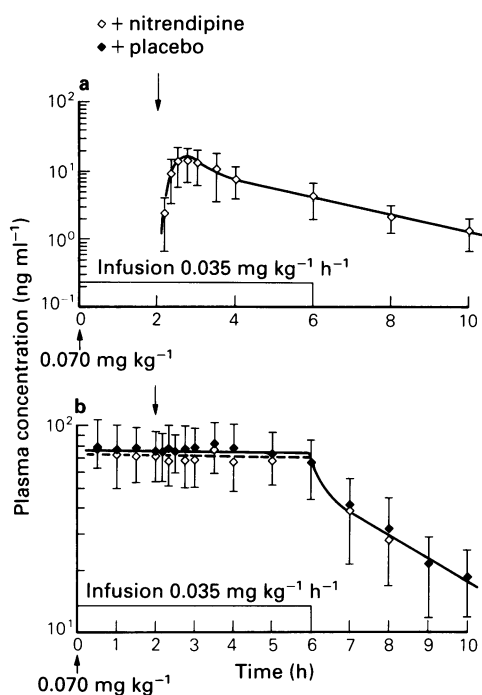 ◇ + nitrendipine
◆ + placebo
a
10²
10¹
10⁰
10⁻¹
Infusion 0.035 mg kg⁻¹ h⁻¹
0 2 4 6 8 10
0.070 mg kg⁻¹
Plasma concentration (ng ml⁻¹)
b
10²
10¹
Infusion 0.035 mg kg⁻¹ h⁻¹
0 1 2 3 4 5 6 7 8 9 10
Time (h)
0.070 mg kg⁻¹